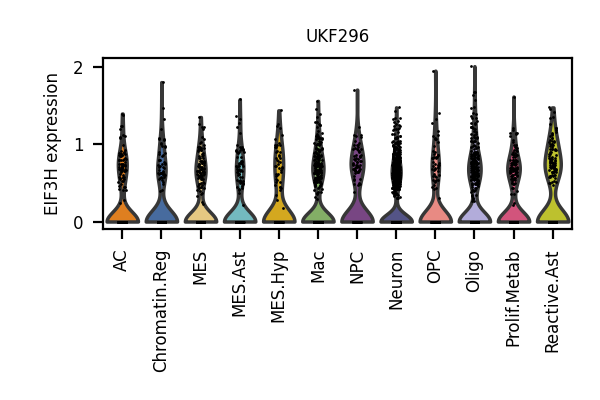 UKF296
EIF3H expression
2
1
0
AC
Chromatin.Reg
MES
MES.Ast
MES.Hyp
Mac
NPC
Neuron
OPC
Oligo
Prolif.Metab
Reactive.Ast